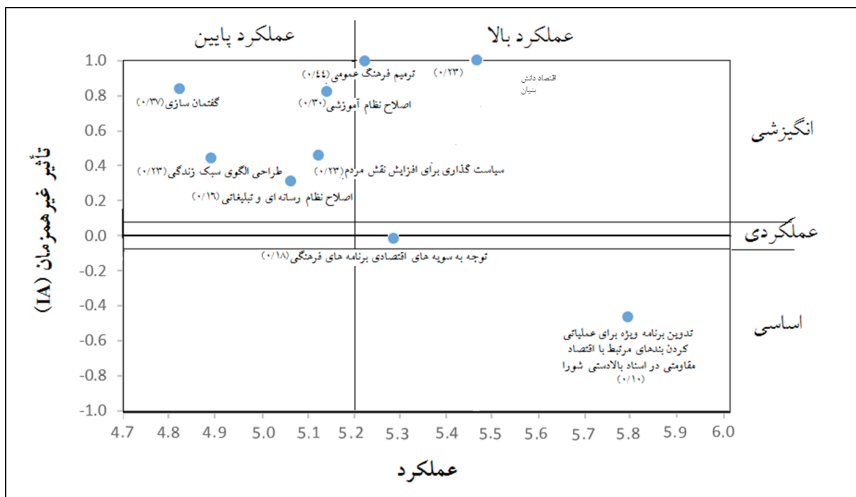 عملکرد پایین
عملکرد بالا
1.0
0.8
0.6
0.4
0.2
0.0
-0.2
-0.4
-0.6
-0.8
-1.0
تأثیر غیرهمزمان (IA)
ترمیم فرهنگ عمومی (۰/۴۴)
(۰/۲۳)
اقتصاد دانش
بنیان
گفتمان سازی (۰/۳۷)
اصلاح نظام آموزشی (۰/۳۰)
طراحی الگوی سبک زندگی (۰/۲۳)
سیاست گذاری برای افزایش نقش مردم (۰/۲۳)
اصلاح نظام رسانه ای و تبلیغاتی (۰/۱۶)
توجه به سویه های اقتصادی برنامه های فرهنگی (۰/۱۸)
تدوین برنامه ویژه برای عملیاتی
کردن بندهای مرتبط با اقتصاد
مقاومتی در اسناد بالادستی شورا
(۰/۱۰)
انگیزشی
عملکردی
اساسی
4.7 4.8 4.9 5.0 5.1 5.2 5.3 5.4 5.5 5.6 5.7 5.8 5.9 6.0
عملکرد